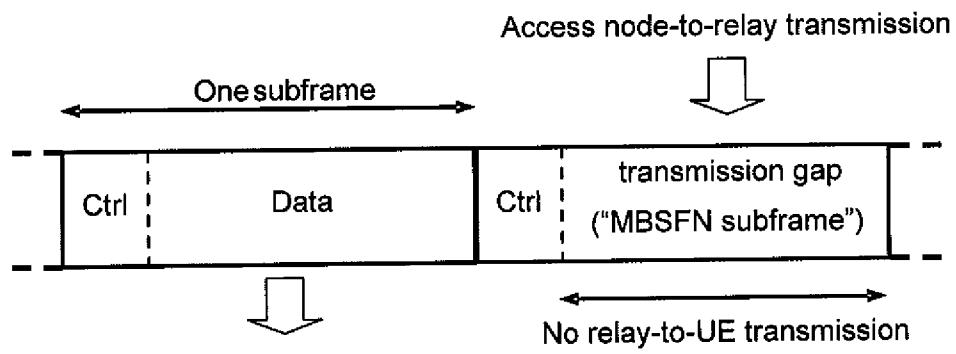 Access node-to-relay transmission
One subframe
Ctrl
Data
Ctrl
transmission gap
("MBSFN subframe")
No relay-to-UE transmission